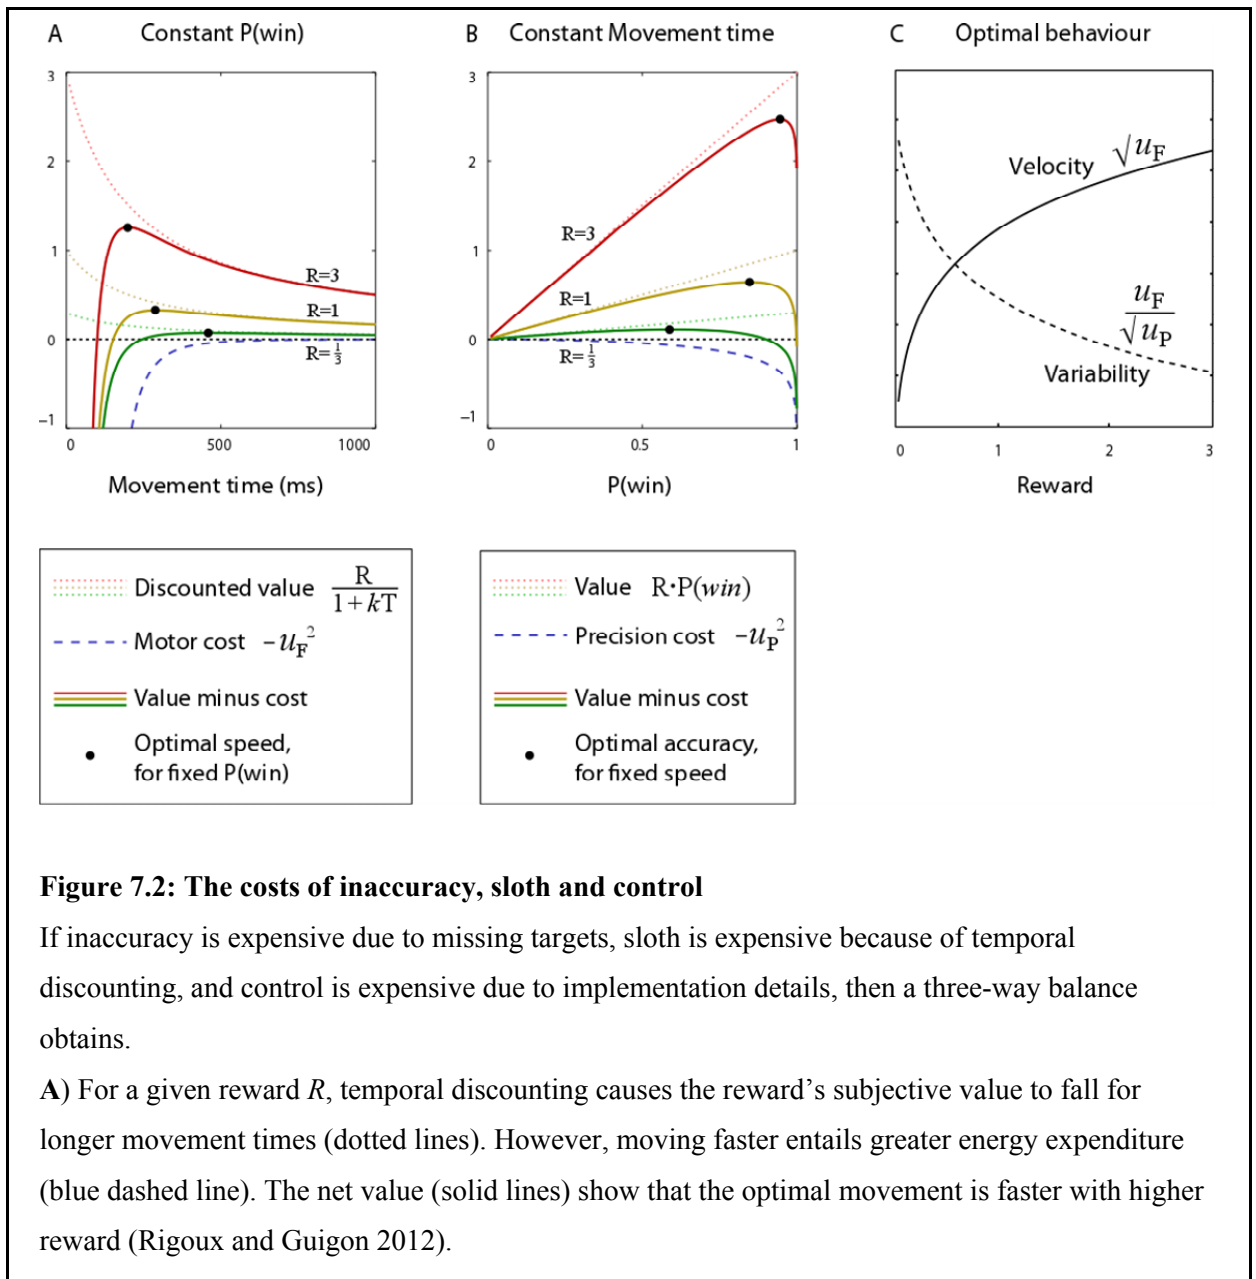 A Constant P(win)
B Constant Movement time
C Optimal behaviour
3
2
1
0
−1
R=3
R=1
R=1/3
0 500 1000
Movement time (ms)
3
2
1
0
−1
R=3
R=1
R=1/3
0 0.5 1
P(win)
Velocity √uF
uF/√uP
Variability
0 1 2 3
Reward
Discounted value R/(1+kT)
Motor cost −uF²
Value minus cost
Optimal speed,
for fixed P(win)
Value R·P(win)
Precision cost −uP²
Value minus cost
Optimal accuracy,
for fixed speed
Figure 7.2: The costs of inaccuracy, sloth and control
If inaccuracy is expensive due to missing targets, sloth is expensive because of temporal
discounting, and control is expensive due to implementation details, then a three-way balance
obtains.
A) For a given reward R, temporal discounting causes the reward’s subjective value to fall for
longer movement times (dotted lines). However, moving faster entails greater energy expenditure
(blue dashed line). The net value (solid lines) show that the optimal movement is faster with higher
reward (Rigoux and Guigon 2012).